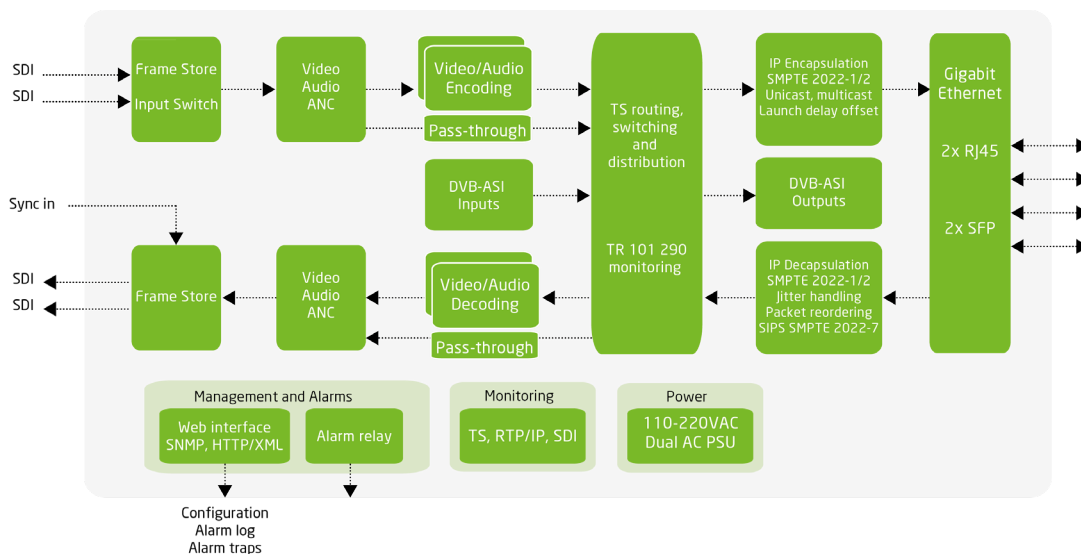 SDI
SDI
Frame Store
Input Switch
Video
Audio
ANC
Video/Audio
Encoding
Pass-through
DVB-ASI
Inputs
TS routing,
switching
and
distribution
TR 101 290
monitoring
IP Encapsulation
SMPTE 2022-1/2
Unicast, multicast
Launch delay offset
DVB-ASI
Outputs
Gigabit
Ethernet
2x RJ45
2x SFP
Sync in
SDI
SDI
Frame Store
Video
Audio
ANC
Video/Audio
Decoding
Pass-through
IP Decapsulation
SMPTE 2022-1/2
Jitter handling
Packet reordering
SIPS SMPTE 2022-7
Management and Alarms
Web interface
SNMP, HTTP/XML
Alarm relay
Monitoring
TS, RTP/IP, SDI
Power
110-220VAC
Dual AC PSU
Configuration
Alarm log
Alarm traps